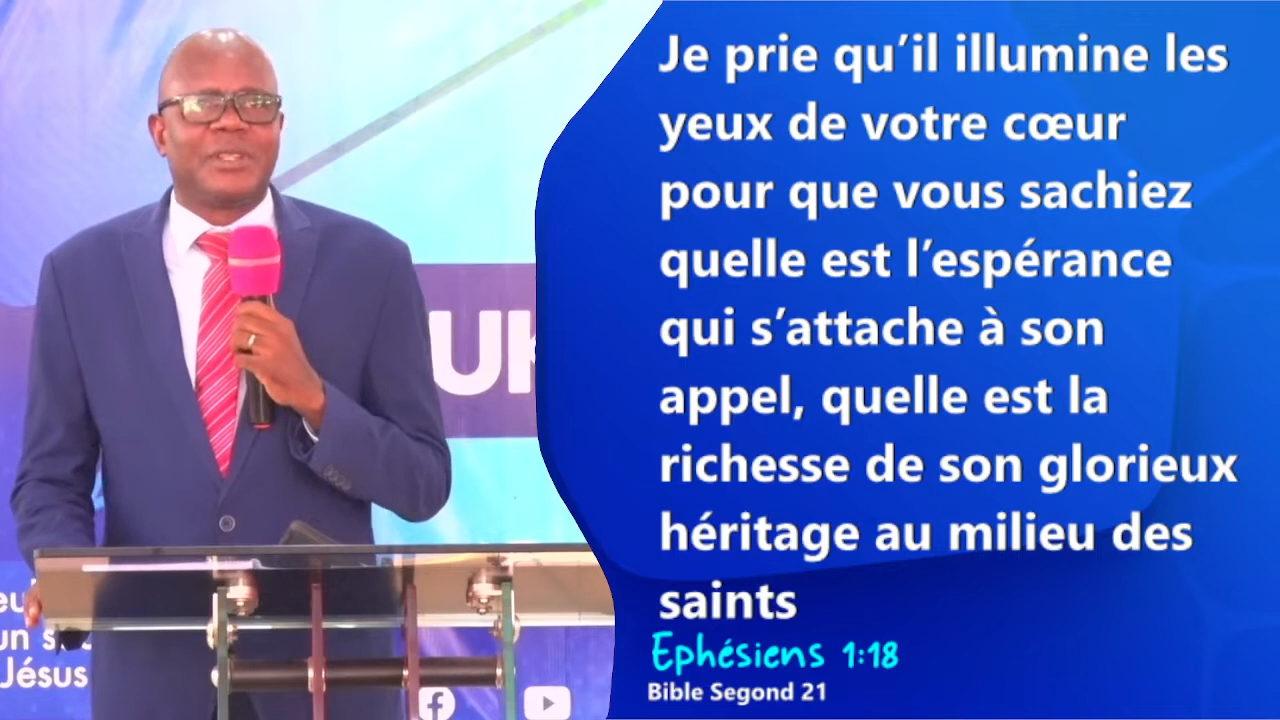 Je prie qu’il illumine les
yeux de votre cœur
pour que vous sachiez
quelle est l’espérance
qui s’attache à son
appel, quelle est la
richesse de son glorieux
héritage au milieu des
saints
Ephésiens 1:18
Bible Segond 21
UK
un s
Jésus